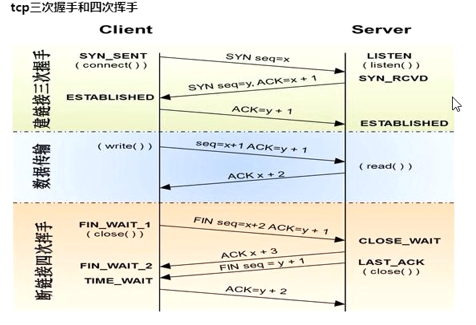 tcp三次握手和四次挥手
Client Server
建链接三次握手
SYN_SENT
(connect())
SYN seq=x
LISTEN
(listen())
SYN_RCVD
SYN seq=y, ACK=x + 1
ESTABLISHED
ACK=y + 1
ESTABLISHED
数据传输
(write())
seq=x+1 ACK=y + 1
(read())
ACK x + 2
断链接四次挥手
FIN_WAIT_1
(close())
FIN seq=x+2 ACK=y + 1
CLOSE_WAIT
ACK x + 3
FIN_WAIT_2
FIN seq = y + 1
LAST_ACK
(close())
TIME_WAIT
ACK=y + 2